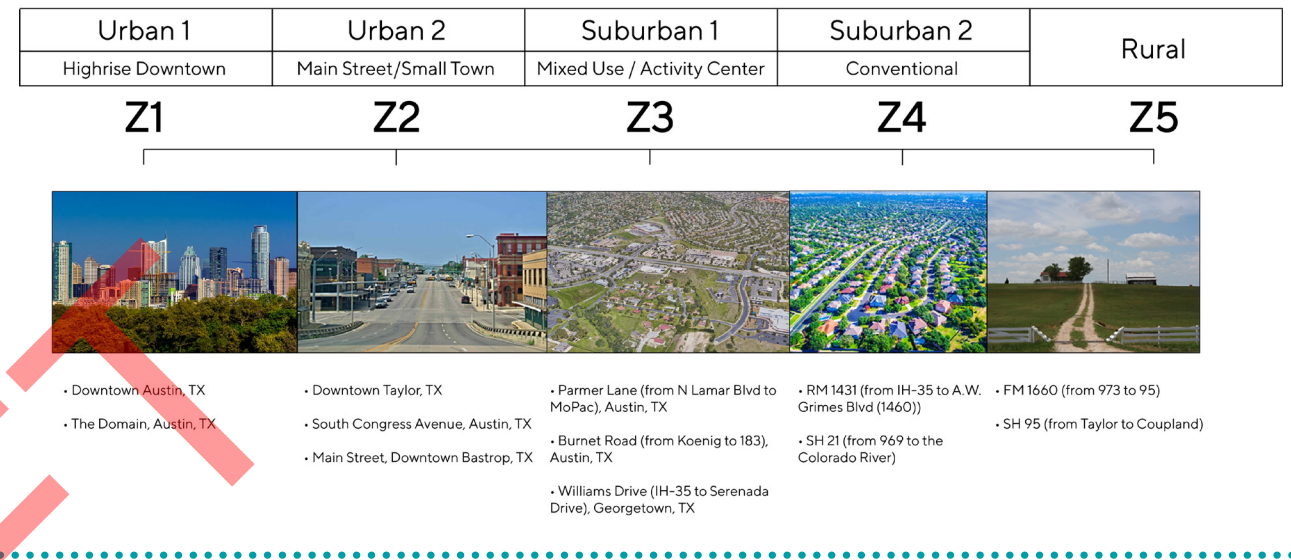 Urban 1
Urban 2
Suburban 1
Suburban 2
Rural
Highrise Downtown
Main Street/Small Town
Mixed Use / Activity Center
Conventional
Z1
Z2
Z3
Z4
Z5
• Downtown Austin, TX
• The Domain, Austin, TX
• Downtown Taylor, TX
• South Congress Avenue, Austin, TX
• Main Street, Downtown Bastrop, TX
• Parmer Lane (from N Lamar Blvd to
MoPac), Austin, TX
• Burnet Road (from Koenig to 183),
Austin, TX
• Williams Drive (IH-35 to Serenada
Drive), Georgetown, TX
• RM 1431 (from IH-35 to A.W.
Grimes Blvd (1460))
• SH 21 (from 969 to the
Colorado River)
• FM 1660 (from 973 to 95)
• SH 95 (from Taylor to Coupland)